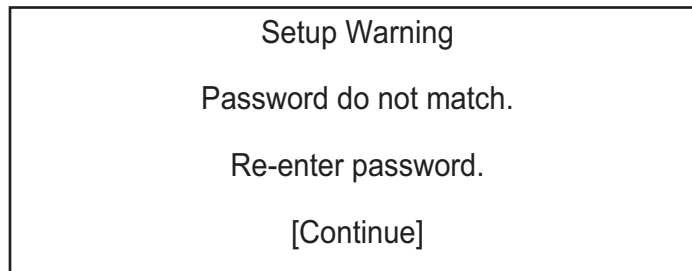 Setup Warning
Password do not match.
Re-enter password.
[Continue]